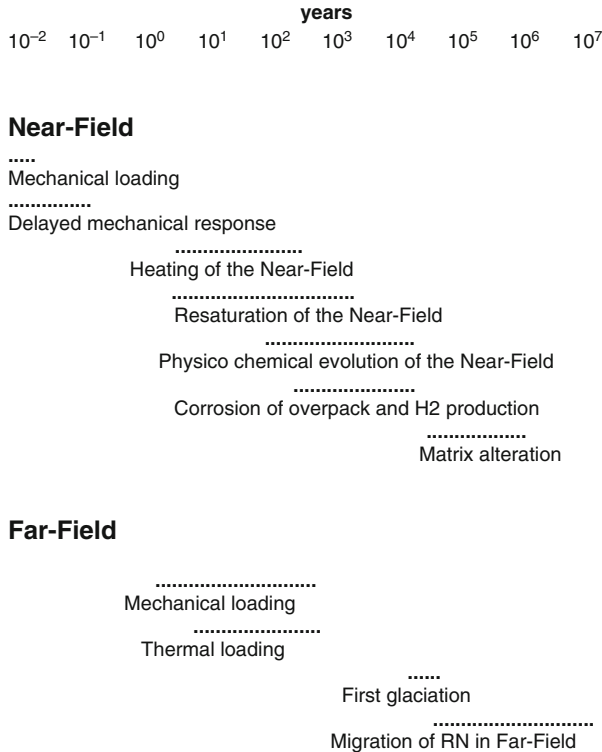 years
10⁻² 10⁻¹ 10⁰ 10¹ 10² 10³ 10⁴ 10⁵ 10⁶ 10⁷
Near-Field
Mechanical loading
Delayed mechanical response
Heating of the Near-Field
Resaturation of the Near-Field
Physico chemical evolution of the Near-Field
Corrosion of overpack and H2 production
Matrix alteration
Far-Field
Mechanical loading
Thermal loading
First glaciation
Migration of RN in Far-Field